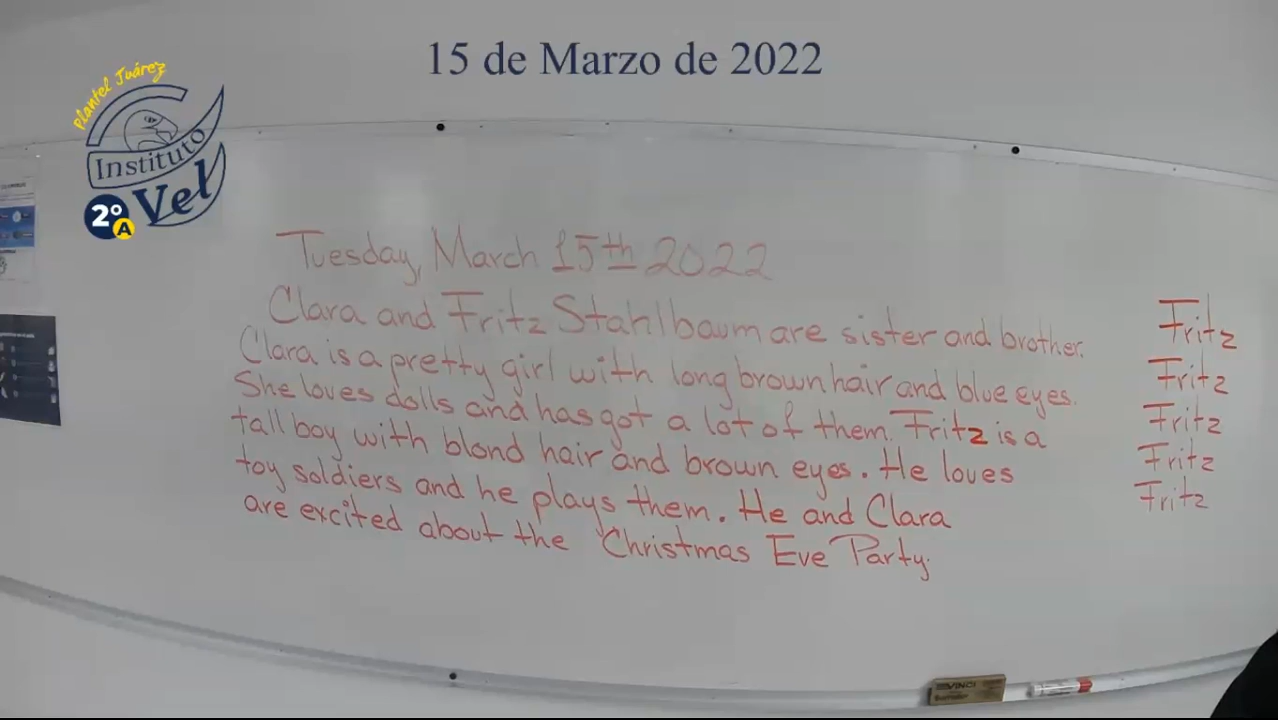 15 de Marzo de 2022
Plantel Juárez
Instituto
Vel
2º
A
Tuesday, March 15th 2022
Clara and Fritz Stahlbaum are sister and brother.
Clara is a pretty girl with long brown hair and blue eyes.
She loves dolls and has got a lot of them. Fritz is a
tall boy with blond hair and brown eyes. He loves
toy soldiers and he plays them. He and Clara
are excited about the Christmas Eve Party.
Fritz
Fritz
Fritz
Fritz
Fritz
VINCI